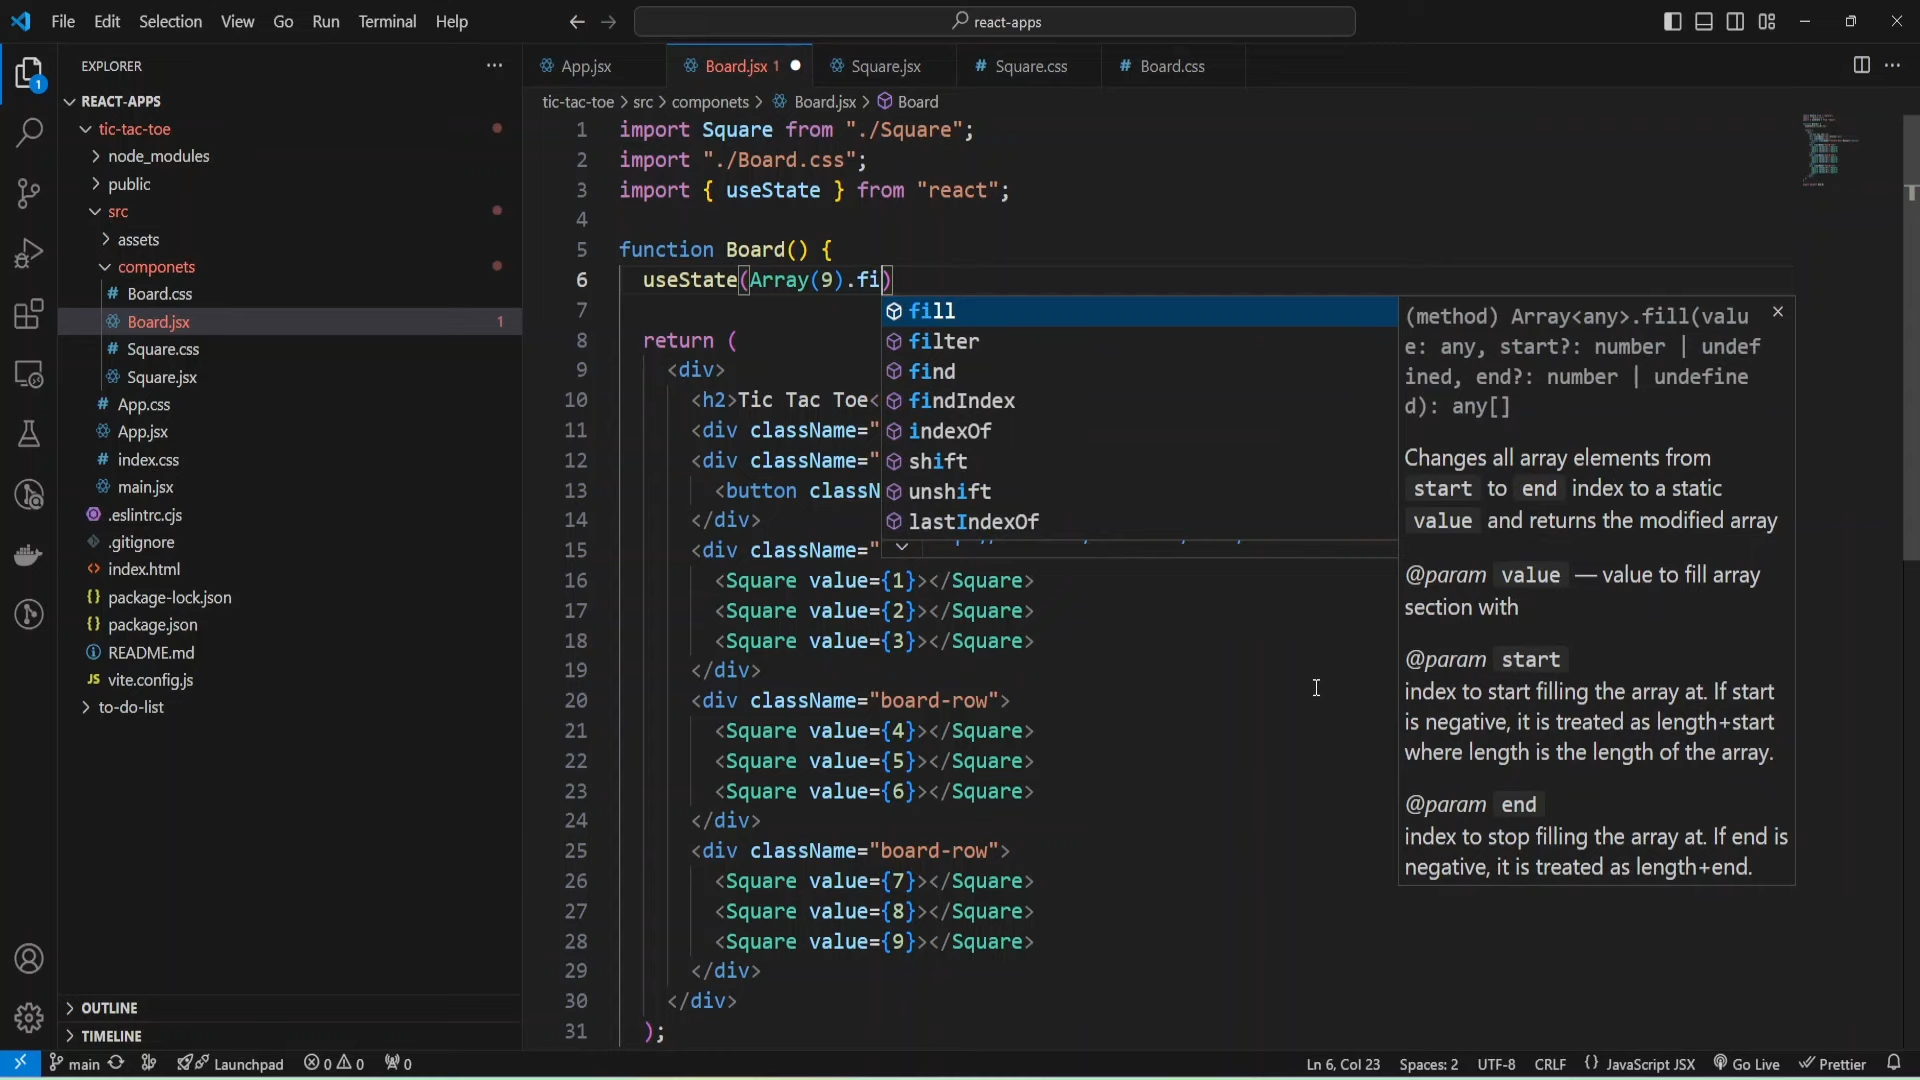 File Edit Selection View Go Run Terminal Help
react-apps
1
EXPLORER
REACT-APPS
tic-tac-toe
node_modules
public
src
assets
componets
Board.css
Board.jsx 1
Square.css
Square.jsx
App.css
App.jsx
index.css
main.jsx
.eslintrc.cjs
.gitignore
index.html
package-lock.json
package.json
README.md
vite.config.js
to-do-list
OUTLINE
TIMELINE
App.jsx Board.jsx 1 Square.jsx # Square.css # Board.css
tic-tac-toe > src > componets > Board.jsx > Board
1 import Square from "./Square";
2 import "./Board.css";
3 import { useState } from "react";
4
5 function Board() {
6 useState(Array(9).fi)
7
8 return (
9 <div>
10 <h2>Tic Tac Toe<
11 <div className="
12 <div className="
13 <button classN
14 </div>
15 <div className="
16 <Square value={1}></Square>
17 <Square value={2}></Square>
18 <Square value={3}></Square>
19 </div>
20 <div className="board-row">
21 <Square value={4}></Square>
22 <Square value={5}></Square>
23 <Square value={6}></Square>
24 </div>
25 <div className="board-row">
26 <Square value={7}></Square>
27 <Square value={8}></Square>
28 <Square value={9}></Square>
29 </div>
30 </div>
31 );
fill
filter
find
findIndex
indexOf
shift
unshift
lastIndexOf
(method) Array<any>.fill(valu
e: any, start?: number | undef
ined, end?: number | undefine
d): any[]
Changes all array elements from
start to end index to a static
value and returns the modified array
@param value — value to fill array
section with
@param start
index to start filling the array at. If start
is negative, it is treated as length+start
where length is the length of the array.
@param end
index to stop filling the array at. If end is
negative, it is treated as length+end.
main Launchpad 0 0 0 Ln 6, Col 23 Spaces: 2 UTF-8 CRLF {} JavaScript JSX Go Live Prettier